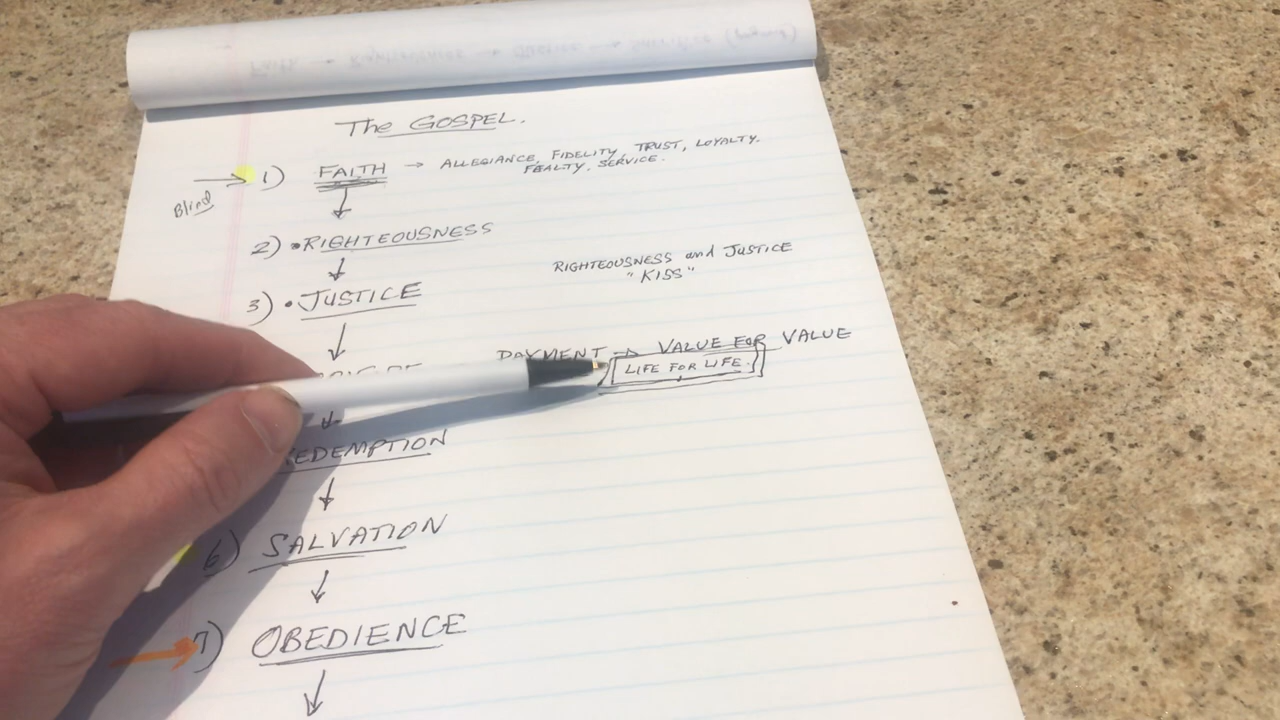 The GOSPEL.
1) FAITH → ALLEGIANCE, FIDELITY, TRUST, LOYALTY.
FEALTY, SERVICE.
Blind
2) •RIGHTEOUSNESS
RIGHTEOUSNESS and JUSTICE
"KISS"
3) •JUSTICE
PAYMENT → VALUE FOR VALUE
LIFE FOR LIFE.
REDEMPTION
6) SALVATION
7) OBEDIENCE